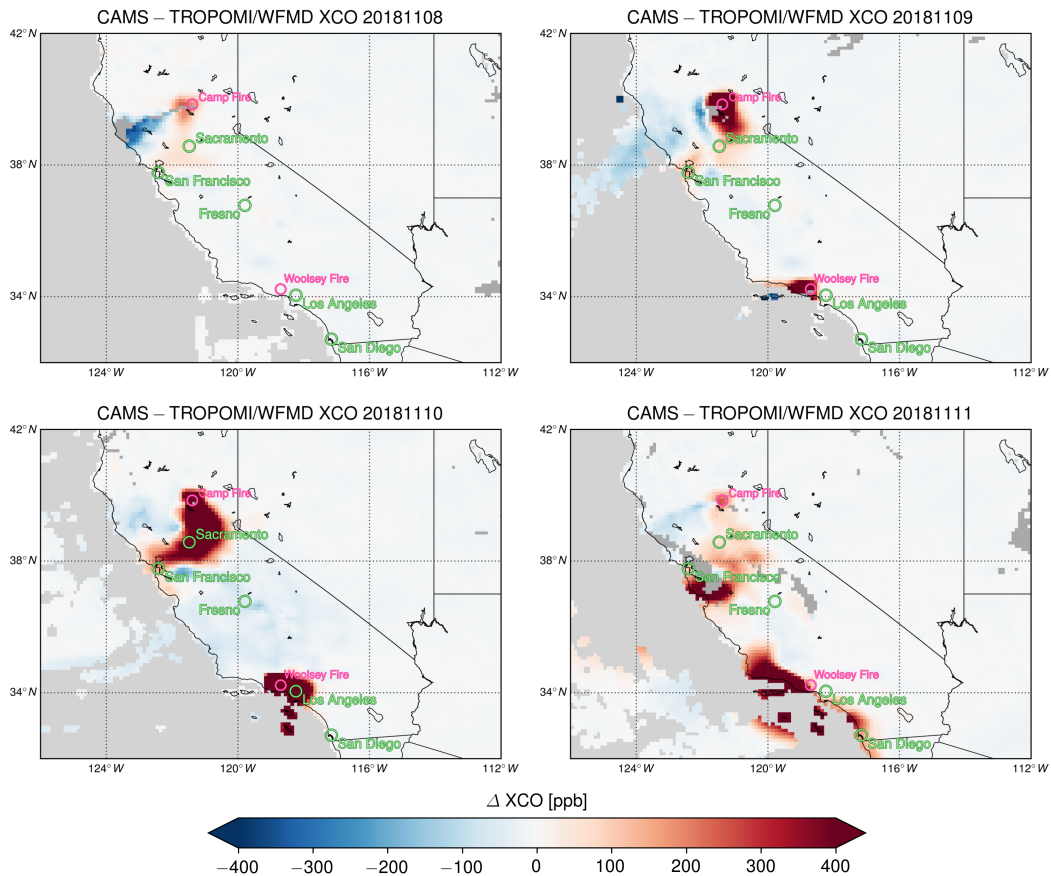 CAMS − TROPOMI/WFMD XCO 20181108
CAMS − TROPOMI/WFMD XCO 20181109
42° N
38° N
34° N
124° W
120° W
116° W
112° W
Camp Fire
Sacramento
San Francisco
Fresno
Woolsey Fire
Los Angeles
San Diego
42° N
38° N
34° N
124° W
120° W
116° W
112° W
Camp Fire
Sacramento
San Francisco
Fresno
Woolsey Fire
Los Angeles
San Diego
CAMS − TROPOMI/WFMD XCO 20181110
CAMS − TROPOMI/WFMD XCO 20181111
42° N
38° N
34° N
124° W
120° W
116° W
112° W
Camp Fire
Sacramento
San Francisco
Fresno
Woolsey Fire
Los Angeles
San Diego
42° N
38° N
34° N
124° W
120° W
116° W
112° W
Camp Fire
Sacramento
San Francisco
Fresno
Woolsey Fire
Los Angeles
San Diego
Δ XCO [ppb]
−400 −300 −200 −100 0 100 200 300 400